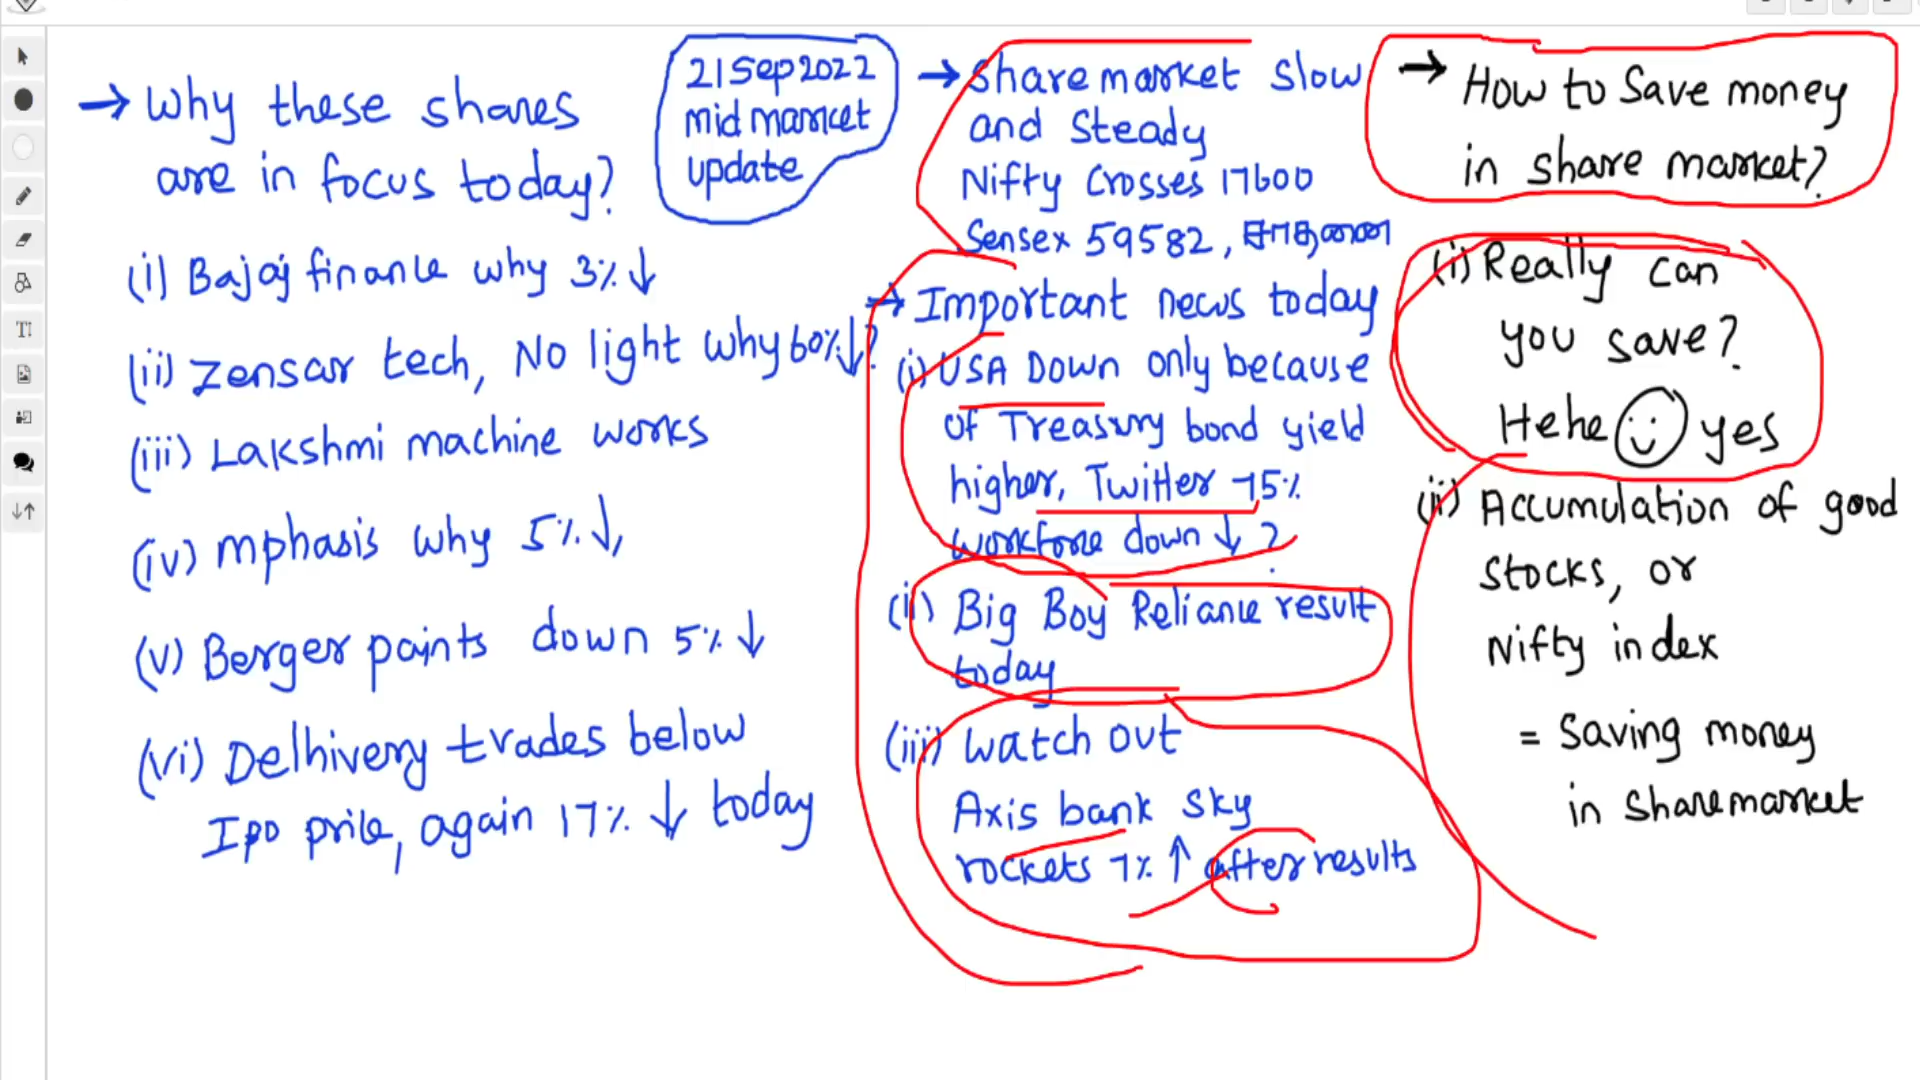 → Why these shares
are in focus today?
(i) Bajaj finance why 3% ↓
(ii) Zensar tech, No light why 60% ↓?
(iii) Lakshmi machine works
(iv) mphasis why 5% ↓,
(v) Berger paints down 5% ↓
(vi) Delhivery trades below
Ipo price, again 17% ↓ today
21 Sep 2022
mid market
update
→ Share market slow
and steady
Nifty Crosses 17600
Sensex 59582,
→ Important news today
(i) USA Down only because
of Treasury bond yield
higher, Twitter 75%
workforce down ↓ ?
(ii) Big Boy Reliance result
today
(iii) Watch out
Axis bank sky
rockets 7% ↑ after results
→ How to Save money
in share market?
(i) Really can
you save?
Hehe yes
(ii) Accumulation of good
stocks, or
Nifty index
= Saving money
in sharemarket